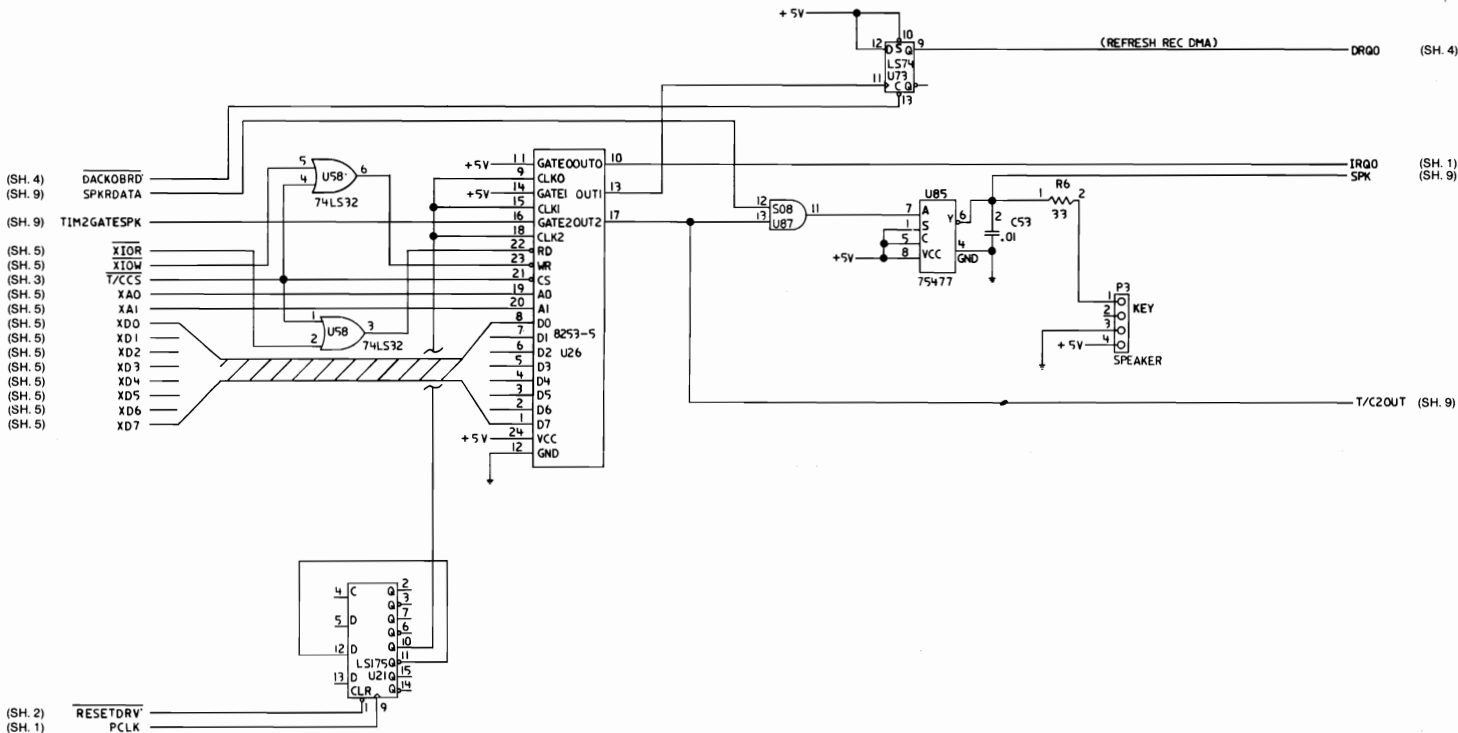 +5V
10
12 D S Q 9
(REFRESH REC DMA)
DRQ0 (SH. 4)
LS74
U73
11 C Q
13
(SH. 4) DACK0BRD
(SH. 9) SPKRDATA
(SH. 9) TIM2GATESPK
(SH. 5) XIOR
(SH. 5) XIOW
(SH. 3) T/CCS
(SH. 5) XA0
(SH. 5) XA1
(SH. 5) XD0
(SH. 5) XD1
(SH. 5) XD2
(SH. 5) XD3
(SH. 5) XD4
(SH. 5) XD5
(SH. 5) XD6
(SH. 5) XD7
5
4
U58
6
74LS32
1
2
U58
3
74LS32
+5V 11 GATE0 OUT0 10
9 CLK0
+5V 14 GATE1 OUT1 13
15 CLK1
16 GATE2 OUT2 17
18 CLK2
22 RD
23 WR
21 CS
19 A0
20 A1
8 D0
7 D1
6 D2
5 D3
4 D4
3 D5
2 D6
1 D7
8253-5
U26
+5V 24 VCC
12 GND
IRQ0 (SH. 1)
SPK (SH. 9)
12
13
S08
U87
11
U85
7 A
1 S
5 C
+5V 8 VCC
Y 6
4
GND
75477
2 C53
.01
R6
1 2
33
P3
1
2
3
4
KEY
+5V
SPEAKER
T/C2OUT (SH. 9)
4 C Q 2
Q 3
Q 7
5 D
Q 6
12 D Q 10
Q 11
LS175
U21 Q 15
13 D
Q 14
CLR
1 9
(SH. 2) RESETDRV
(SH. 1) PCLK